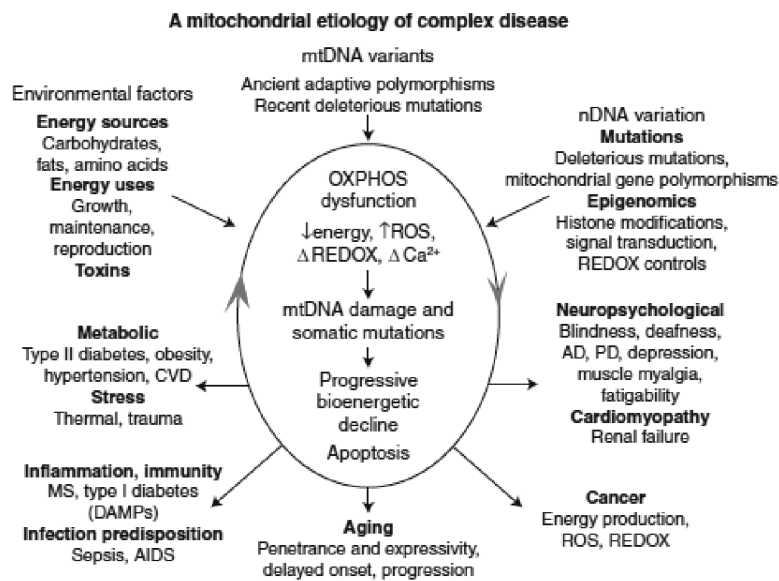 A mitochondrial etiology of complex disease
mtDNA variants
Ancient adaptive polymorphisms
Recent deleterious mutations
Environmental factors
Energy sources
Carbohydrates,
fats, amino acids
Energy uses
Growth,
maintenance,
reproduction
Toxins
nDNA variation
Mutations
Deleterious mutations,
mitochondrial gene polymorphisms
Epigenomics
Histone modifications,
signal transduction,
REDOX controls
OXPHOS
dysfunction
↓energy, ↑ROS,
ΔREDOX, ΔCa²⁺
mtDNA damage and
somatic mutations
Progressive
bioenergetic
decline
Apoptosis
Metabolic
Type II diabetes, obesity,
hypertension, CVD
Stress
Thermal, trauma
Neuropsychological
Blindness, deafness,
AD, PD, depression,
muscle myalgia,
fatigability
Cardiomyopathy
Renal failure
Inflammation, immunity
MS, type I diabetes
(DAMPs)
Infection predisposition
Sepsis, AIDS
Aging
Penetrance and expressivity,
delayed onset, progression
Cancer
Energy production,
ROS, REDOX